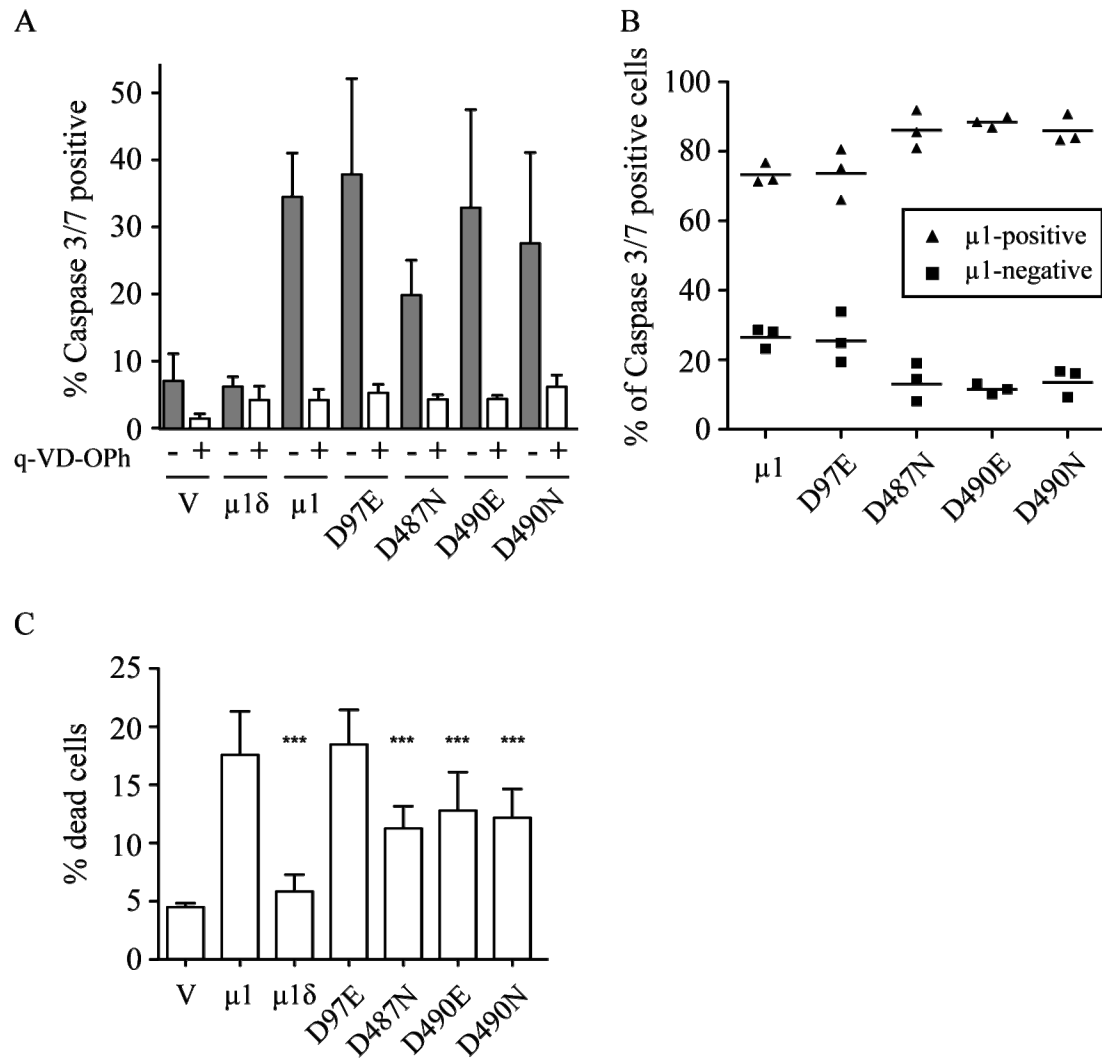 A
% Caspase 3/7 positive
50
40
30
20
10
0
q-VD-OPh - + - + - + - + - + - + - +
V µ1δ µ1 D97E D487N D490E D490N
B
% of Caspase 3/7 positive cells
100
80
60
40
20
0
µ1-positive
µ1-negative
µ1 D97E D487N D490E D490N
C
% dead cells
25
20
15
10
5
0
*** *** *** ***
V µ1 µ1δ D97E D487N D490E D490N